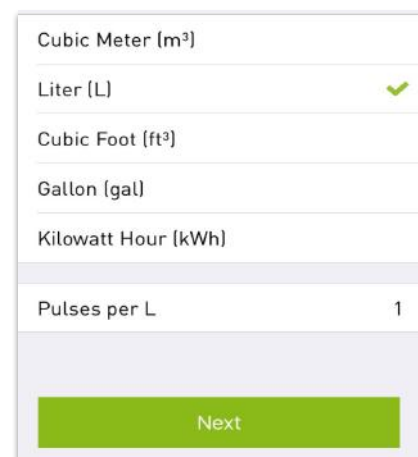 Cubic Meter (m³)
Liter (L)
Cubic Foot (ft³)
Gallon (gal)
Kilowatt Hour (kWh)
Pulses per L 1
Next